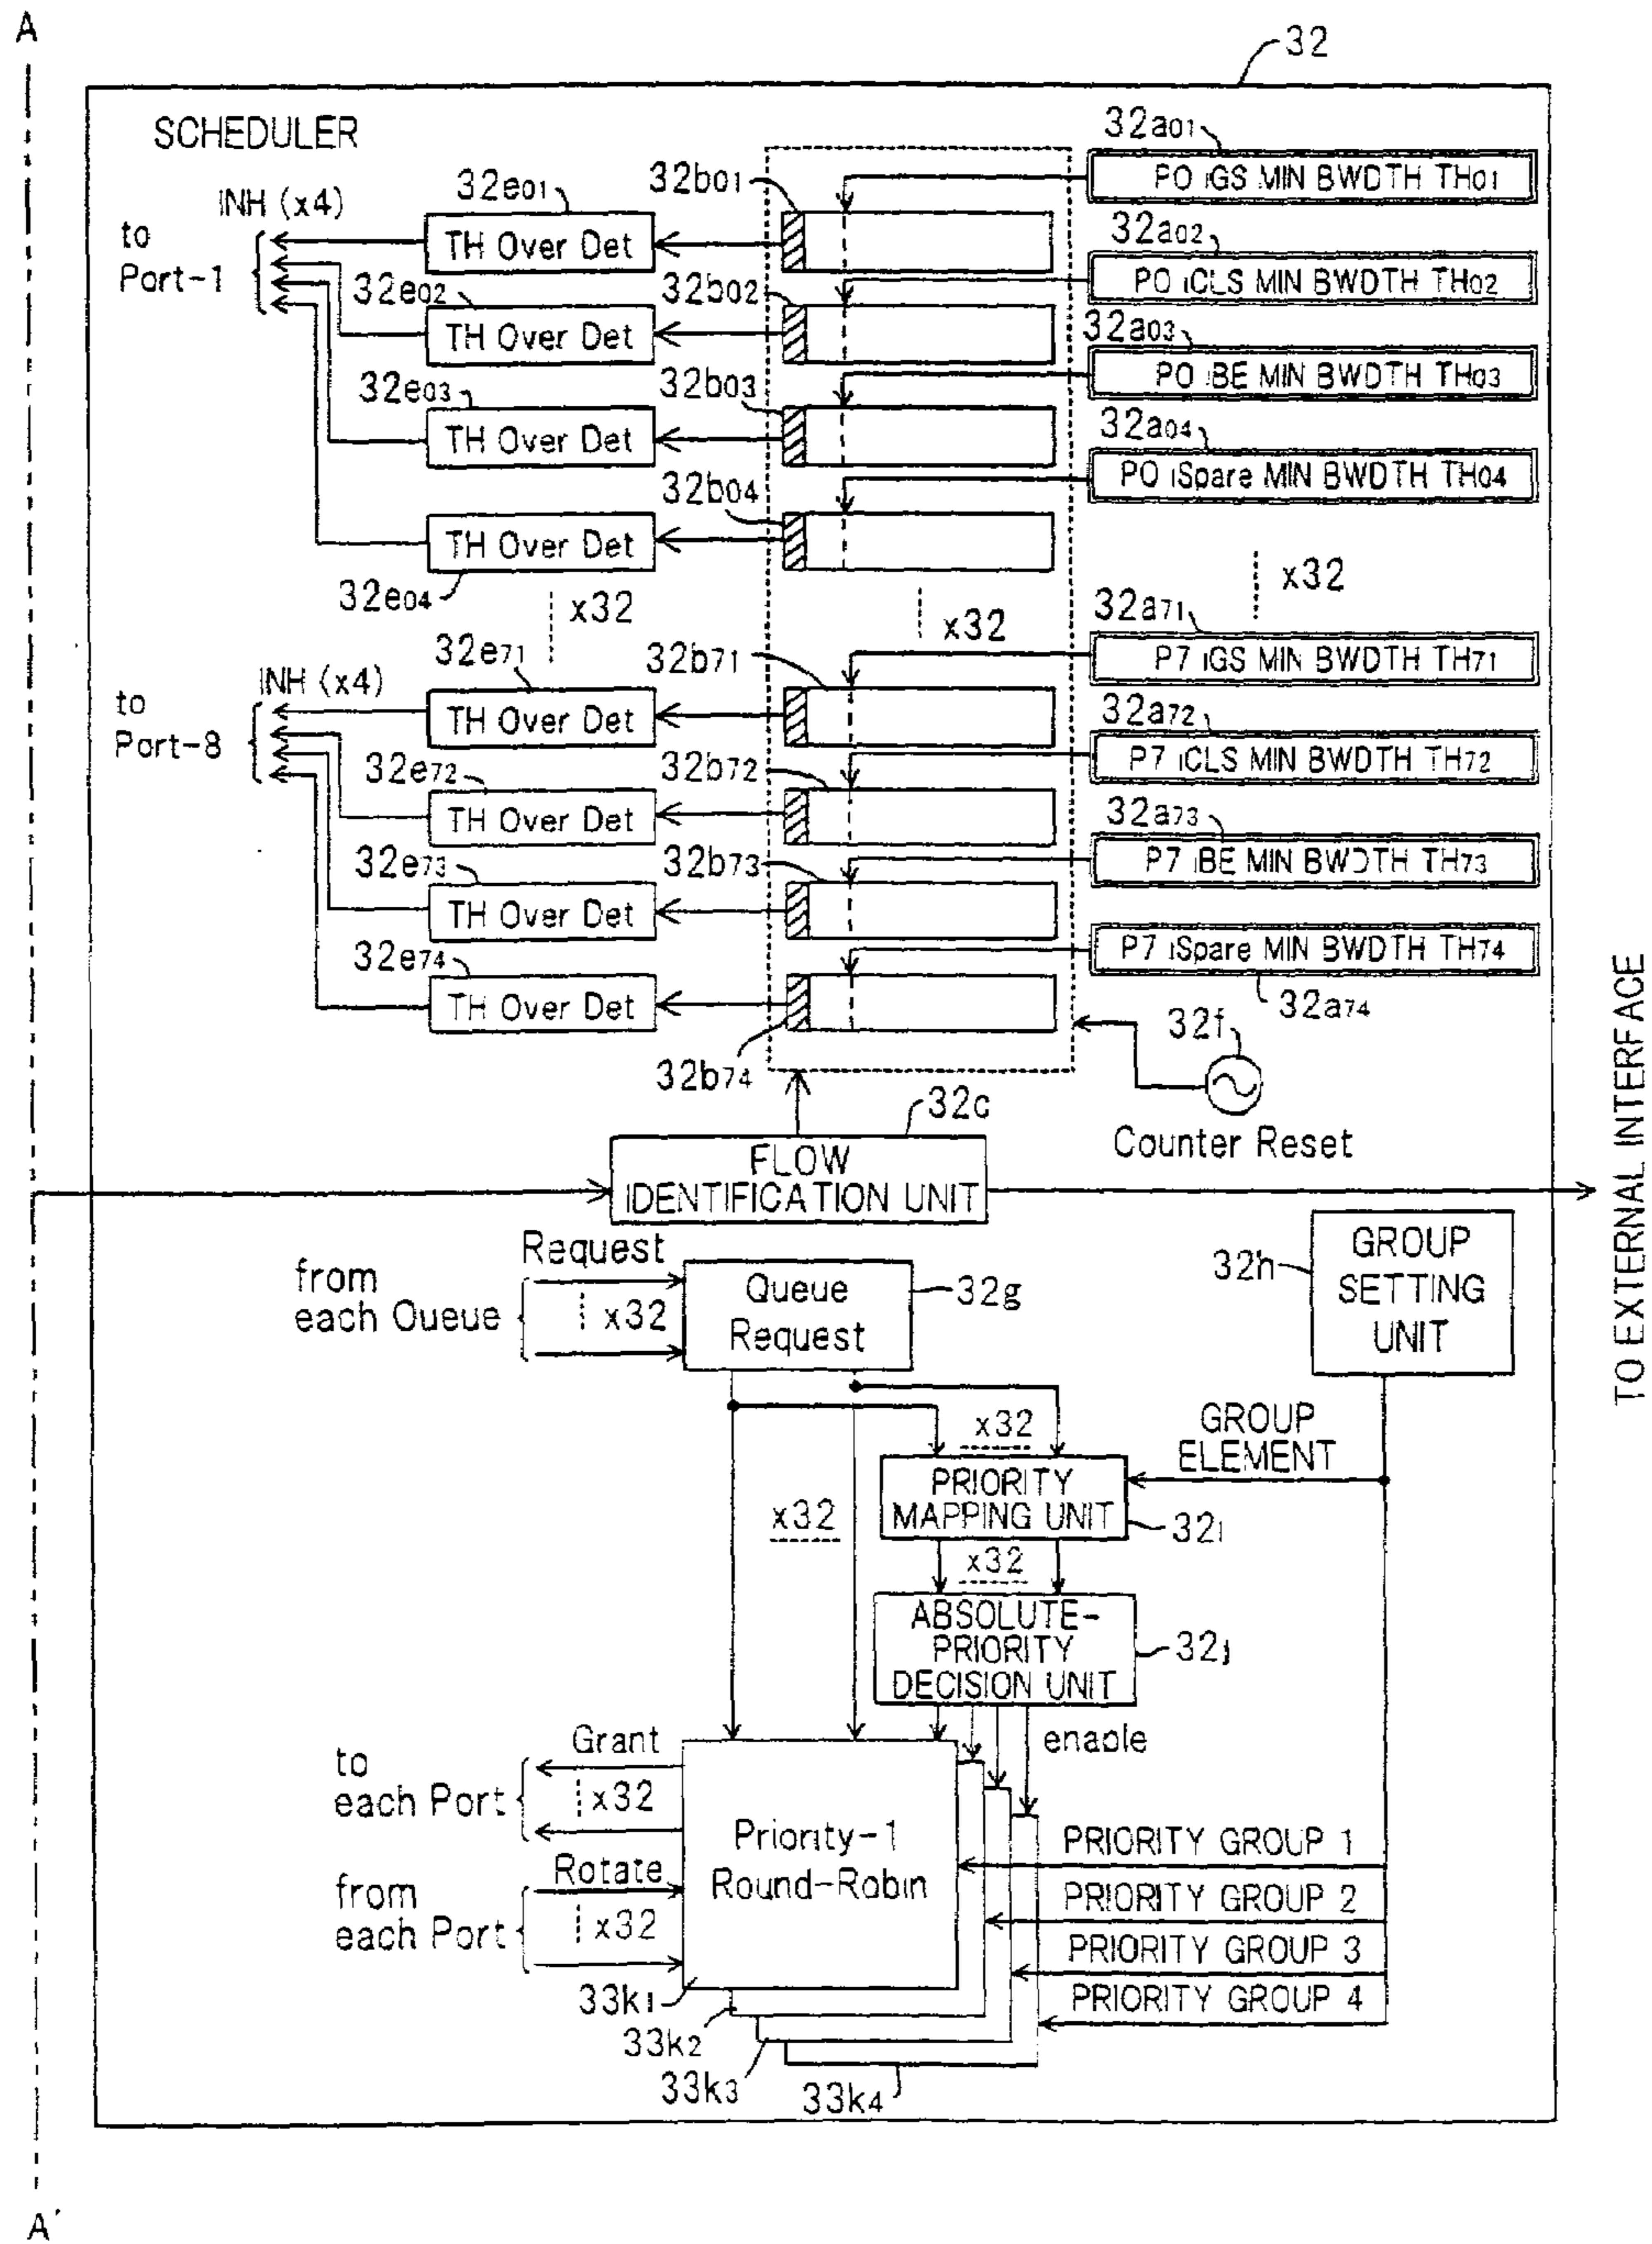 A
32
SCHEDULER
32a01
P0 iGS MIN BWDTH TH01
32e01
32b01
INH (x4)
to
Port-1
TH Over Det
32a02
P0 iCLS MIN BWDTH TH02
32e02
32b02
TH Over Det
32a03
P0 iBE MIN BWDTH TH03
32e03
32b03
TH Over Det
32a04
P0 iSpare MIN BWDTH TH04
32b04
TH Over Det
32e04
x32
x32
x32
32a71
P7 iGS MIN BWDTH TH71
32e71
32b71
INH (x4)
to
Port-8
TH Over Det
32a72
P7 iCLS MIN BWDTH TH72
32e72
32b72
TH Over Det
32a73
P7 iBE MIN BWDTH TH73
32e73
32b73
TH Over Det
P7 iSpare MIN BWDTH TH74
32a74
32e74
TH Over Det
32b74
32f
Counter Reset
32c
FLOW
IDENTIFICATION UNIT
TO EXTERNAL INTERFACE
Request
from
each Queue
x32
Queue
Request
32g
32h
GROUP
SETTING
UNIT
x32
GROUP
ELEMENT
PRIORITY
MAPPING UNIT
32i
x32
x32
ABSOLUTE-
PRIORITY
DECISION UNIT
32j
enable
Grant
to
each Port
x32
Priority-1
Round-Robin
Rotate
from
each Port
x32
PRIORITY GROUP 1
PRIORITY GROUP 2
PRIORITY GROUP 3
PRIORITY GROUP 4
33k1
33k2
33k3
33k4
A'